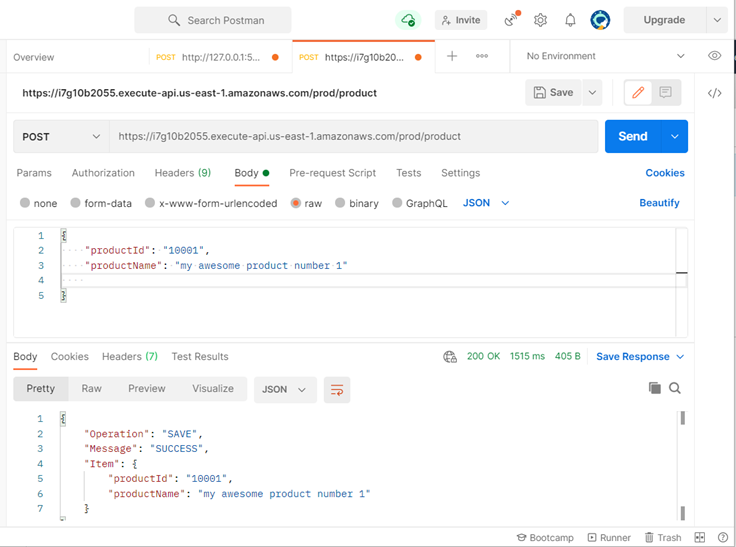 Search Postman
Invite
Upgrade
Overview
POST http://127.0.0.1:5...
POST https://i7g10b20...
No Environment
https://i7g10b2055.execute-api.us-east-1.amazonaws.com/prod/product
Save
POST
https://i7g10b2055.execute-api.us-east-1.amazonaws.com/prod/product
Send
Params Authorization Headers (9) Body Pre-request Script Tests Settings Cookies
none form-data x-www-form-urlencoded raw binary GraphQL JSON Beautify
1 {
2 "productId": "10001",
3 "productName": "my awesome product number 1"
4
5 }
Body Cookies Headers (7) Test Results 200 OK 1515 ms 405 B Save Response
Pretty Raw Preview Visualize JSON
1 {
2 "Operation": "SAVE",
3 "Message": "SUCCESS",
4 "Item": {
5 "productId": "10001",
6 "productName": "my awesome product number 1"
7 }
Bootcamp Runner Trash